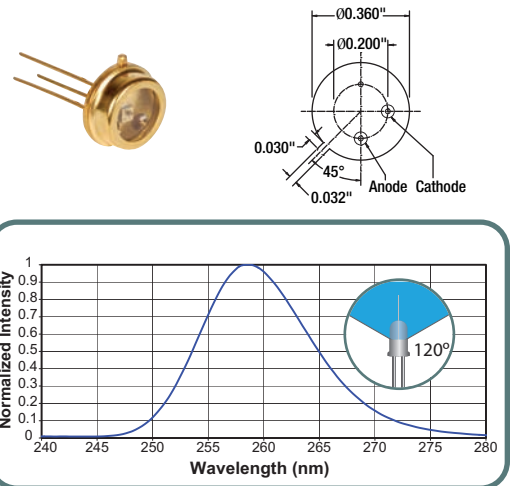 Ø0.360"
Ø0.200"
0.030"
45°
0.032"
Anode Cathode
Normalized Intensity
1
0.9
0.8
0.7
0.6
0.5
0.4
0.3
0.2
0.1
0
240 245 250 255 260 265 270 275 280
Wavelength (nm)
120°